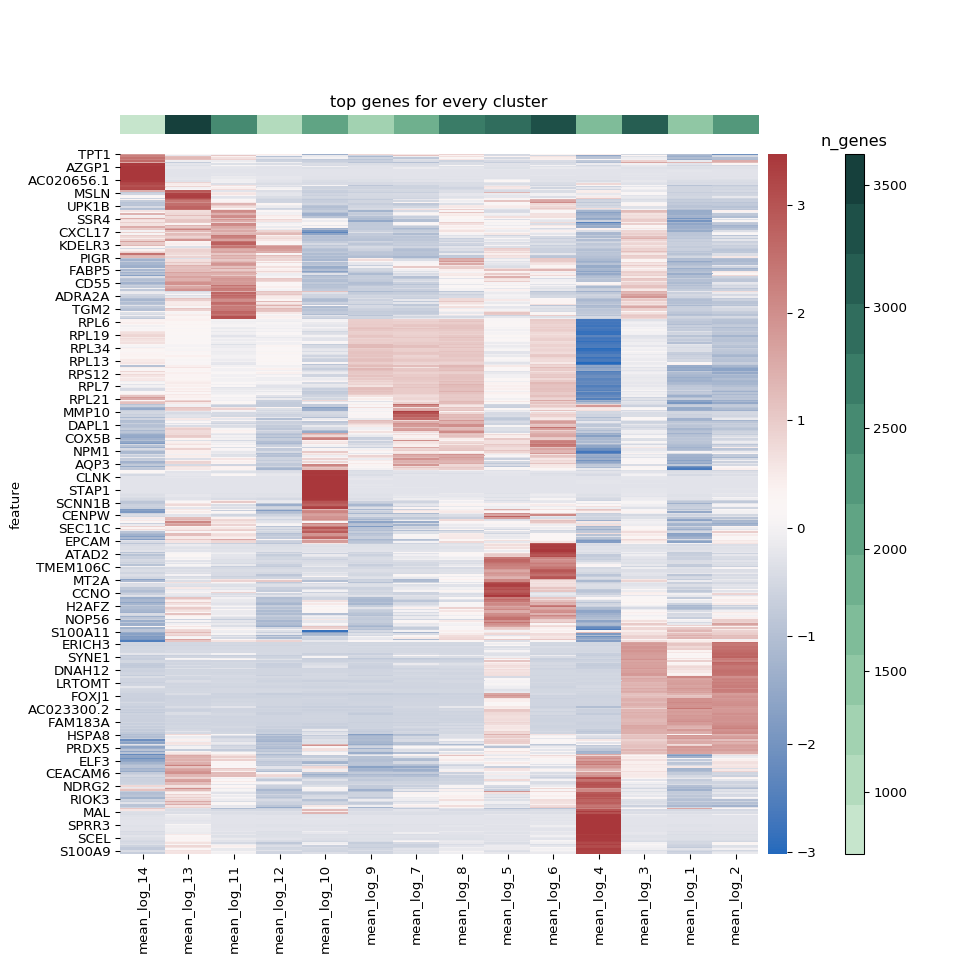 top genes for every cluster
n_genes
TPT1
AZGP1
AC020656.1
MSLN
UPK1B
SSR4
CXCL17
KDELR3
PIGR
FABP5
CD55
ADRA2A
TGM2
RPL6
RPL19
RPL34
RPL13
RPS12
RPL7
RPL21
MMP10
DAPL1
COX5B
NPM1
AQP3
CLNK
STAP1
SCNN1B
CENPW
SEC11C
EPCAM
ATAD2
TMEM106C
MT2A
CCNO
H2AFZ
NOP56
S100A11
ERICH3
SYNE1
DNAH12
LRTOMT
FOXJ1
AC023300.2
FAM183A
HSPA8
PRDX5
ELF3
CEACAM6
NDRG2
RIOK3
MAL
SPRR3
SCEL
S100A9
feature
mean_log_14
mean_log_13
mean_log_11
mean_log_12
mean_log_10
mean_log_9
mean_log_7
mean_log_8
mean_log_5
mean_log_6
mean_log_4
mean_log_3
mean_log_1
mean_log_2
3
2
1
0
−1
−2
−3
3500
3000
2500
2000
1500
1000